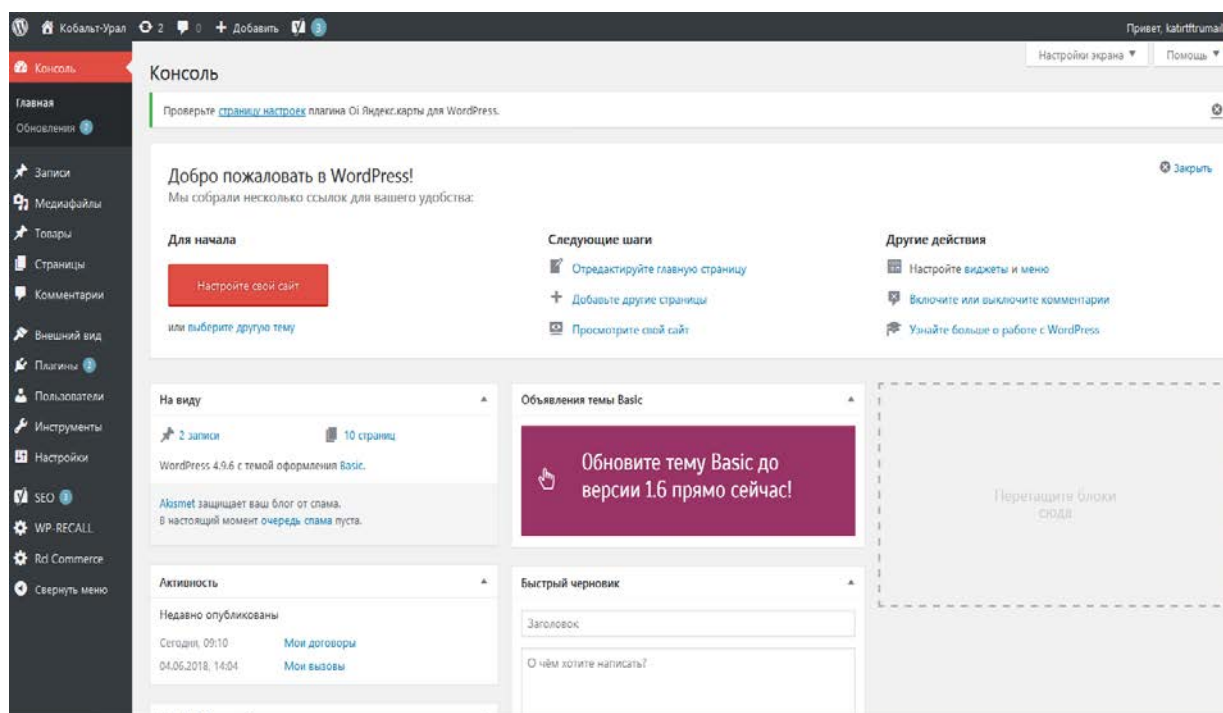 Кобальт-Урал 2 0 + Добавить 3 Привет, katirtftrumail
Настройки экрана Помощь
Консоль
Главная
Обновления 2
Записи
Медиафайлы
Товары
Страницы
Комментарии
Внешний вид
Плагины 2
Пользователи
Инструменты
Настройки
SEO 3
WP-RECALL
Rcl Commerce
Свернуть меню
Консоль
Проверьте страницу настроек плагина Oi Яндекс.карты для WordPress.
Добро пожаловать в WordPress!
Закрыть
Мы собрали несколько ссылок для вашего удобства:
Для начала
Настройте свой сайт
или выберите другую тему
Следующие шаги
Отредактируйте главную страницу
Добавьте другие страницы
Просмотрите свой сайт
Другие действия
Настройте виджеты и меню
Включите или выключите комментарии
Узнайте больше о работе с WordPress
На виду
2 записи 10 страниц
WordPress 4.9.6 с темой оформления Basic.
Akismet защищает ваш блог от спама.
В настоящий момент очередь спама пуста.
Активность
Недавно опубликованы
Сегодня, 09:10 Мои договоры
04.06.2018, 14:04 Мои вызовы
Объявления темы Basic
Обновите тему Basic до
версии 1.6 прямо сейчас!
Быстрый черновик
Заголовок
О чём хотите написать?
Перетащите блоки
сюда